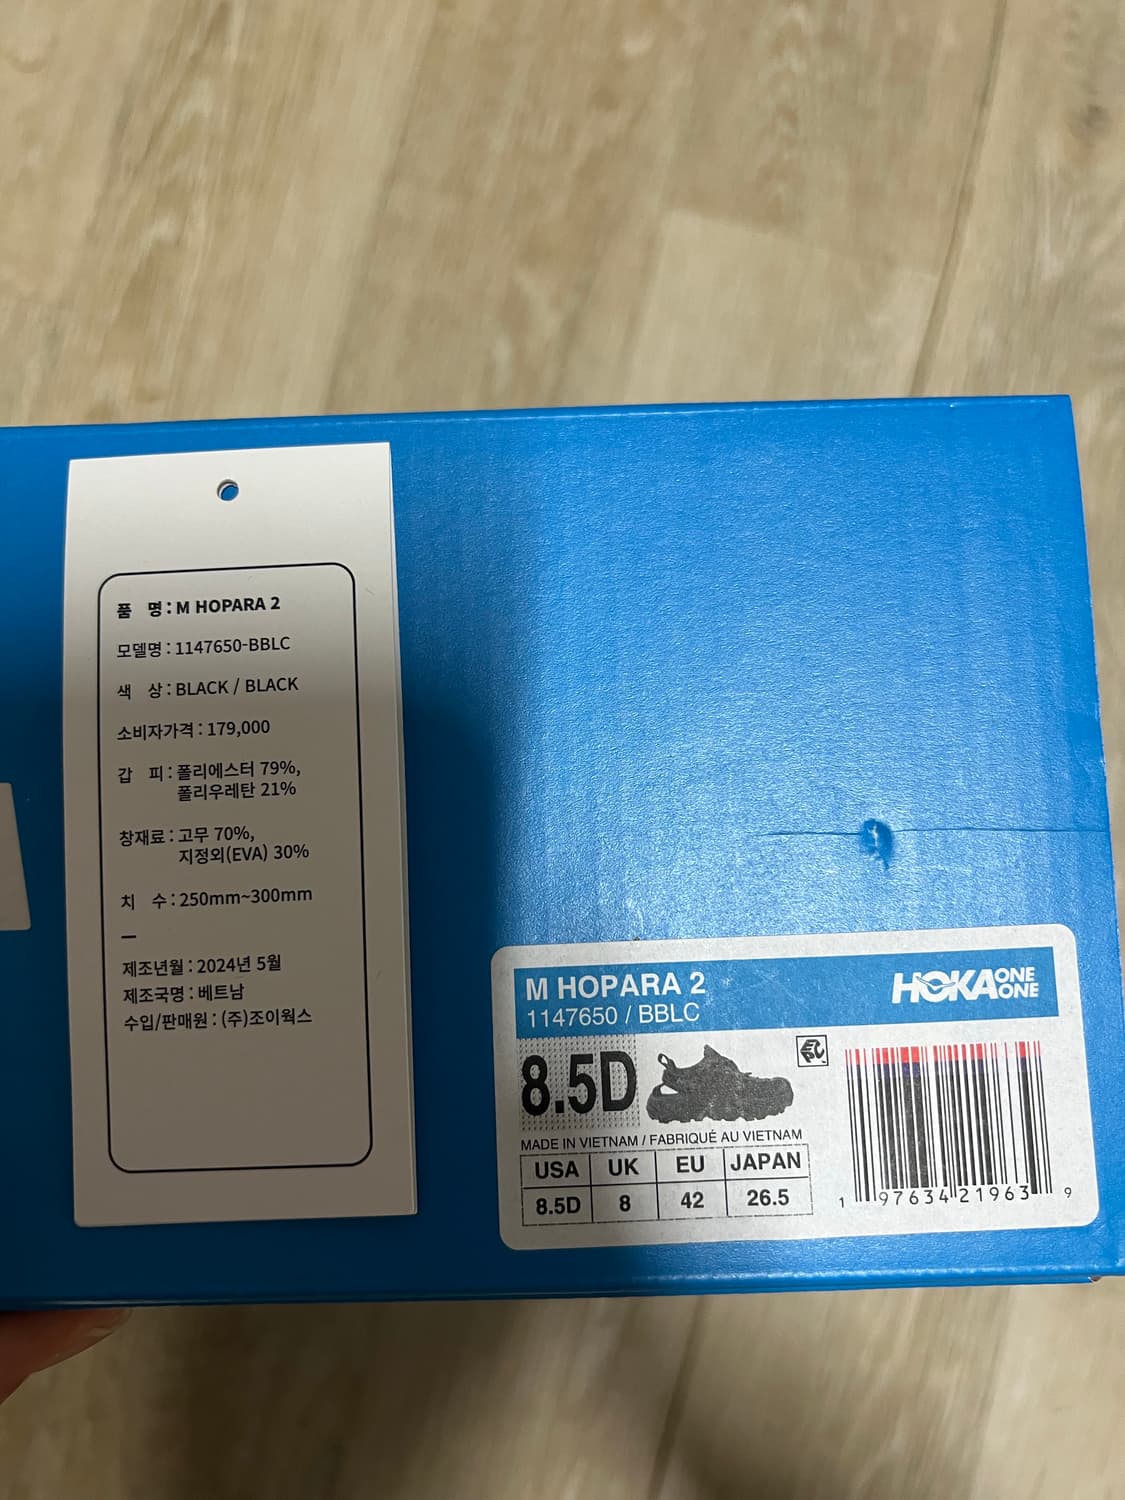 품 명 : M HOPARA 2
모델명 : 1147650-BBLC
색 상 : BLACK / BLACK
소비자가격 : 179,000
갑 피 : 폴리에스터 79%,
폴리우레탄 21%
창재료 : 고무 70%,
지정외(EVA) 30%
치 수 : 250mm~300mm
제조년월 : 2024년 5월
제조국명 : 베트남
수입/판매원 : (주)조이웍스
M HOPARA 2
1147650 / BBLC
HOKA ONE ONE
8.5D
MADE IN VIETNAM / FABRIQUÉ AU VIETNAM
USA UK EU JAPAN
8.5D 8 42 26.5
1 97634 21963 9